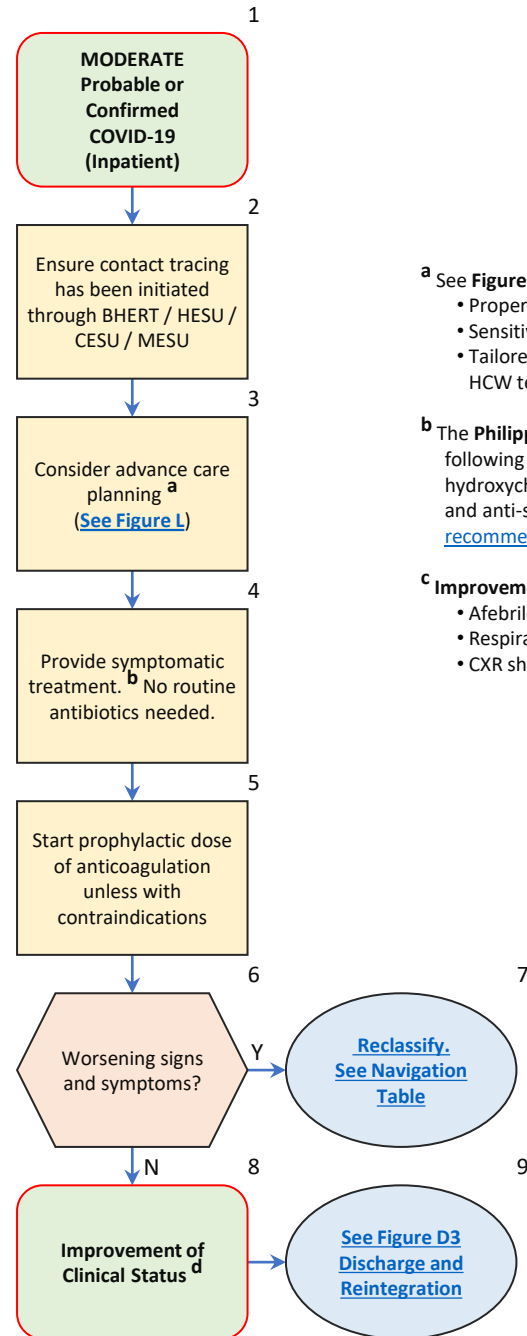 1
MODERATE
Probable or
Confirmed
COVID-19
(Inpatient)
2
Ensure contact tracing
has been initiated
through BHERT / HESU /
CESU / MESU
3
Consider advance care
planning a
(See Figure L)
4
Provide symptomatic
treatment. b No routine
antibiotics needed.
5
Start prophylactic dose
of anticoagulation
unless with
contraindications
6
Worsening signs
and symptoms?
Y
7
Reclassify.
See Navigation
Table
N
8
Improvement of
Clinical Status d
9
See Figure D3
Discharge and
Reintegration
a See Figure
• Proper
• Sensitiv
• Tailore
HCW te
b The Philipp
following
hydroxych
and anti-s
recomme
c Improvem
• Afebril
• Respira
• CXR sh